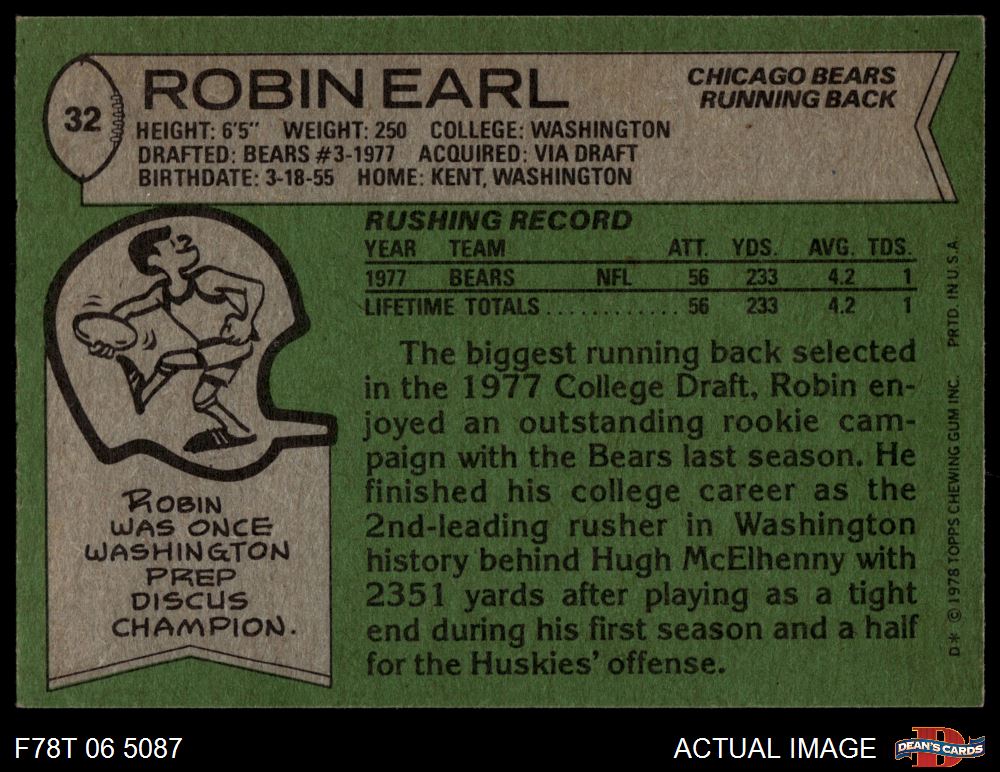 32
ROBIN EARL
CHICAGO BEARS
RUNNING BACK
HEIGHT: 6'5" WEIGHT: 250 COLLEGE: WASHINGTON
DRAFTED: BEARS #3-1977 ACQUIRED: VIA DRAFT
BIRTHDATE: 3-18-55 HOME: KENT, WASHINGTON
RUSHING RECORD
YEAR TEAM ATT. YDS. AVG. TDS.
1977 BEARS NFL 56 233 4.2 1
LIFETIME TOTALS ............ 56 233 4.2 1
The biggest running back selected
in the 1977 College Draft, Robin en-
joyed an outstanding rookie cam-
paign with the Bears last season. He
finished his college career as the
2nd-leading rusher in Washington
history behind Hugh McElhenny with
2351 yards after playing as a tight
end during his first season and a half
for the Huskies' offense.
ROBIN
WAS ONCE
WASHINGTON
PREP
DISCUS
CHAMPION.
D* © 1978 TOPPS CHEWING GUM INC. PRTD. IN U.S.A.
F78T 06 5087
ACTUAL IMAGE
D
DEAN'S CARDS